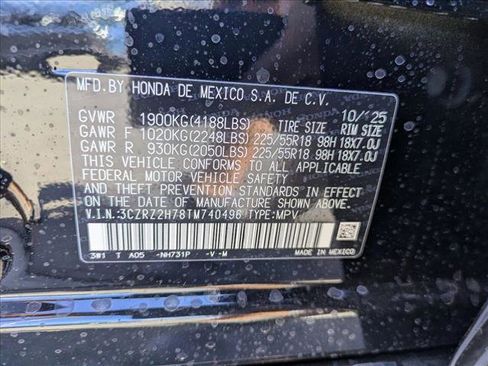 MFD.BY HONDA DE MEXICO S.A. DE C.V.
10/25
GVWR 1900KG(4188LBS) TIRE SIZE RIM SIZE
GAWR F 1020KG(2248LBS) 225/55R18 98H 18X7.0J
GAWR R 930KG(2050LBS) 225/55R18 98H 18X7.0J
THIS VEHICLE CONFORMS TO ALL APPLICABLE
FEDERAL MOTOR VEHICLE SAFETY, BUMPER,
AND THEFT PREVENTION STANDARDS IN EFFECT
ON THE DATE OF MANUFACTURE SHOWN ABOVE.
V.I.N.:3CZRZ2H78TM740496 TYPE:MPV
3W1 T A05 -NH731P -V -M MADE IN MEXICO